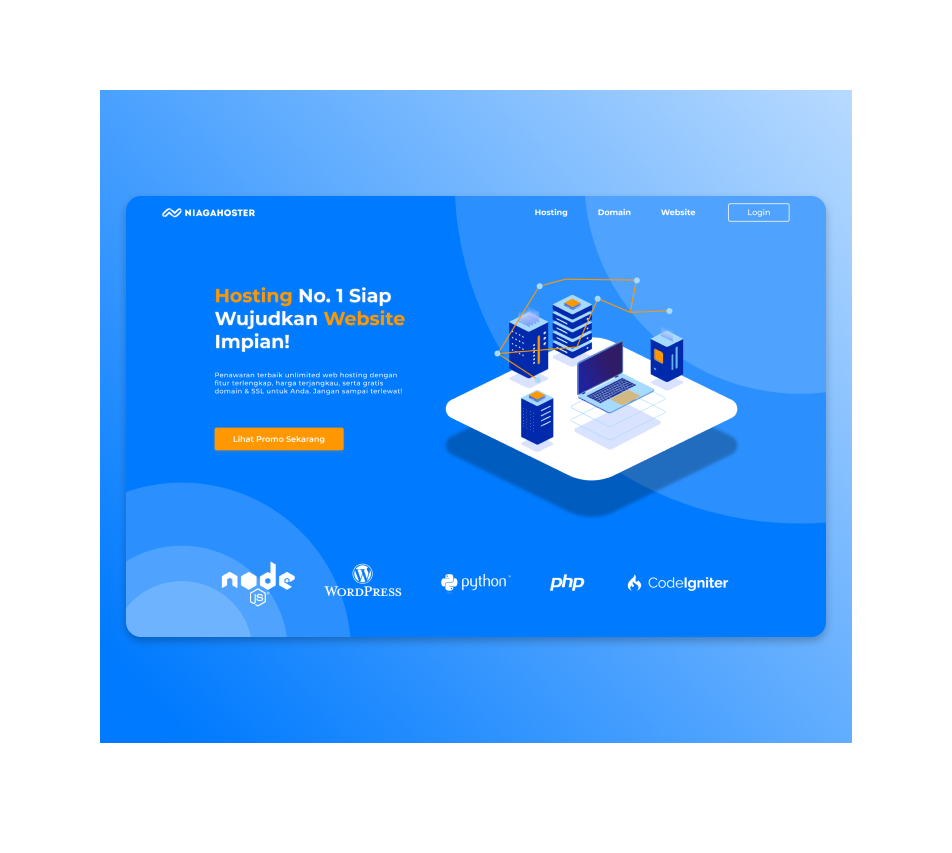 NIAGAHOSTER
Hosting
Domain
Website
Login
Hosting No. 1 Siap
Wujudkan Website
Impian!
Penawaran terbaik unlimited web hosting dengan
fitur terlengkap, harga terjangkau, serta gratis
domain & SSL untuk Anda. Jangan sampai terlewat!
Lihat Promo Sekarang
node
JS
WORDPRESS
python™
php
CodeIgniter